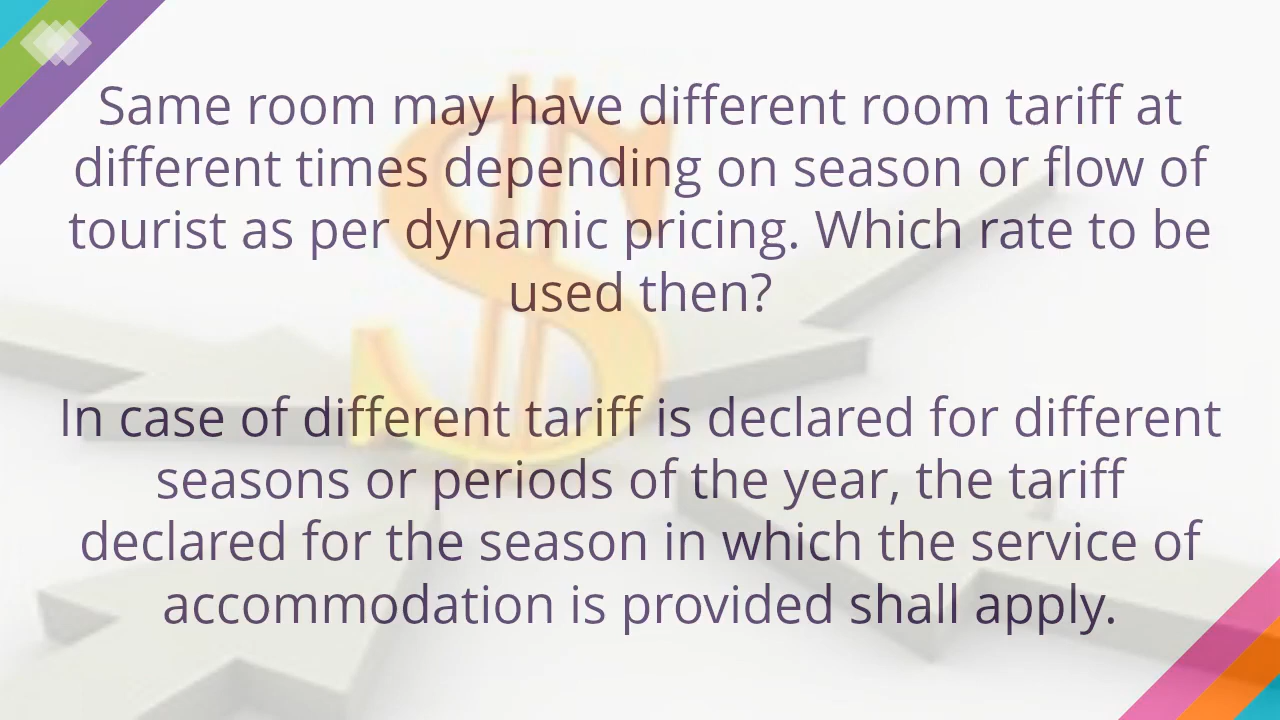 Same room may have different room tariff at
different times depending on season or flow of
tourist as per dynamic pricing. Which rate to be
used then?
In case of different tariff is declared for different
seasons or periods of the year, the tariff
declared for the season in which the service of
accommodation is provided shall apply.